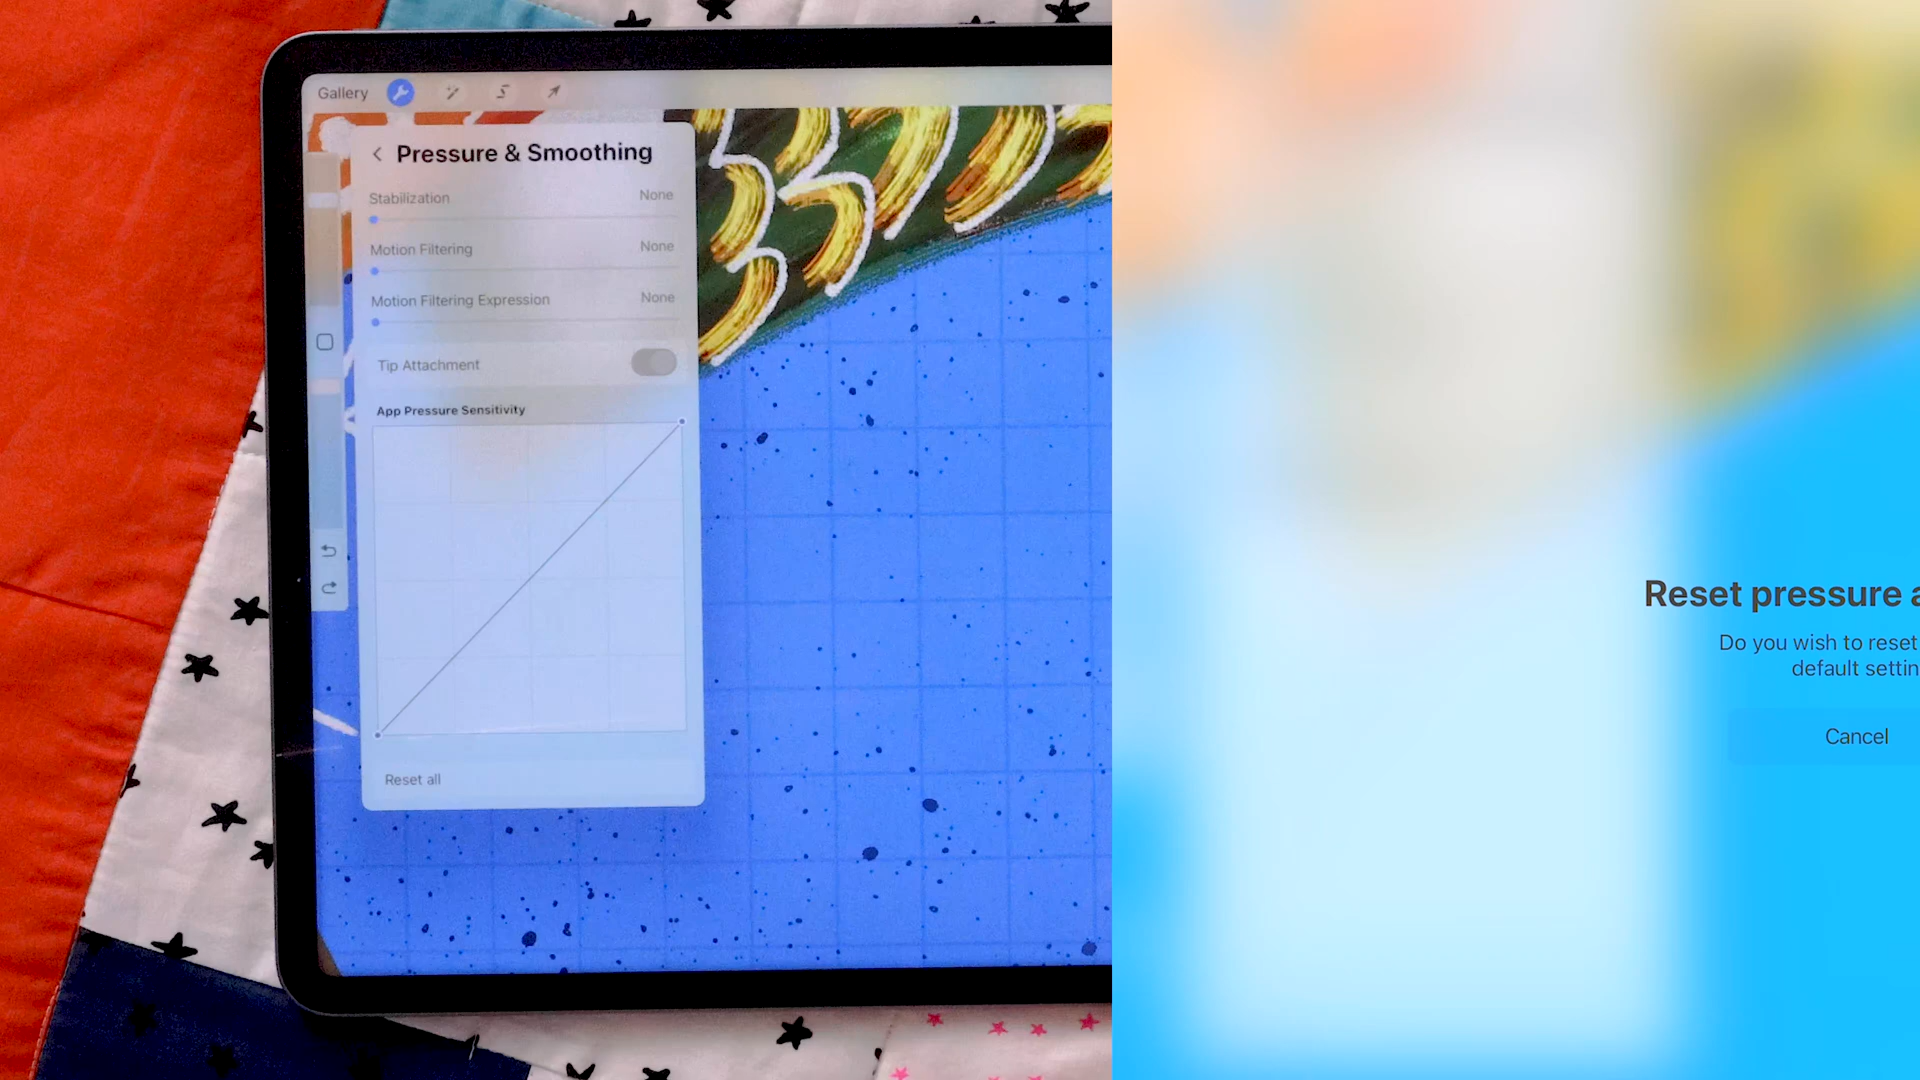 Gallery
Pressure & Smoothing
Stabilization None
Motion Filtering None
Motion Filtering Expression None
Tip Attachment
App Pressure Sensitivity
Reset all
Reset pressure
Do you wish to reset
default
Cancel